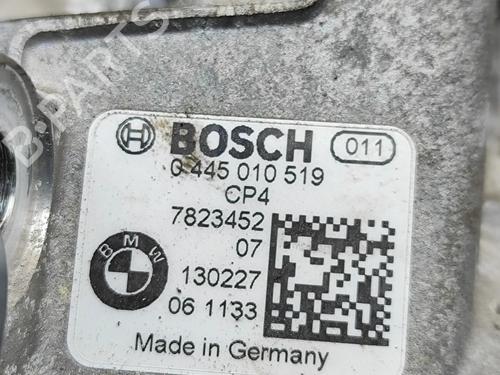 BOSCH 011
0 445 010 519
CP4
7823452
07
BMW
130227
06 1133
Made in Germany
B-PARTS